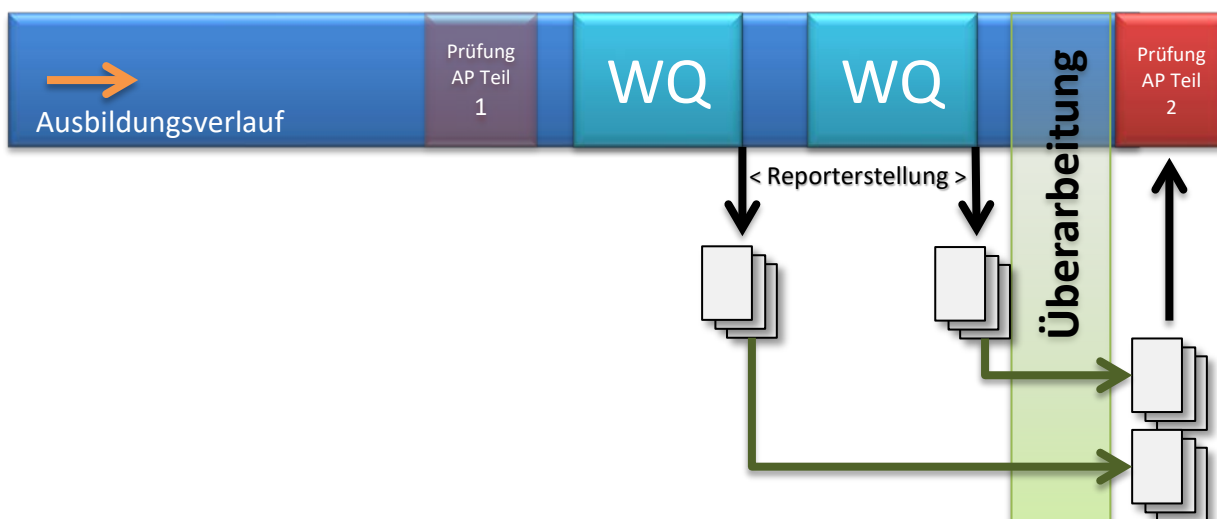 Ausbildungsverlauf
Prüfung
AP Teil
1
WQ
WQ
Überarbeitung
Prüfung
AP Teil
2
< Reporterstellung >